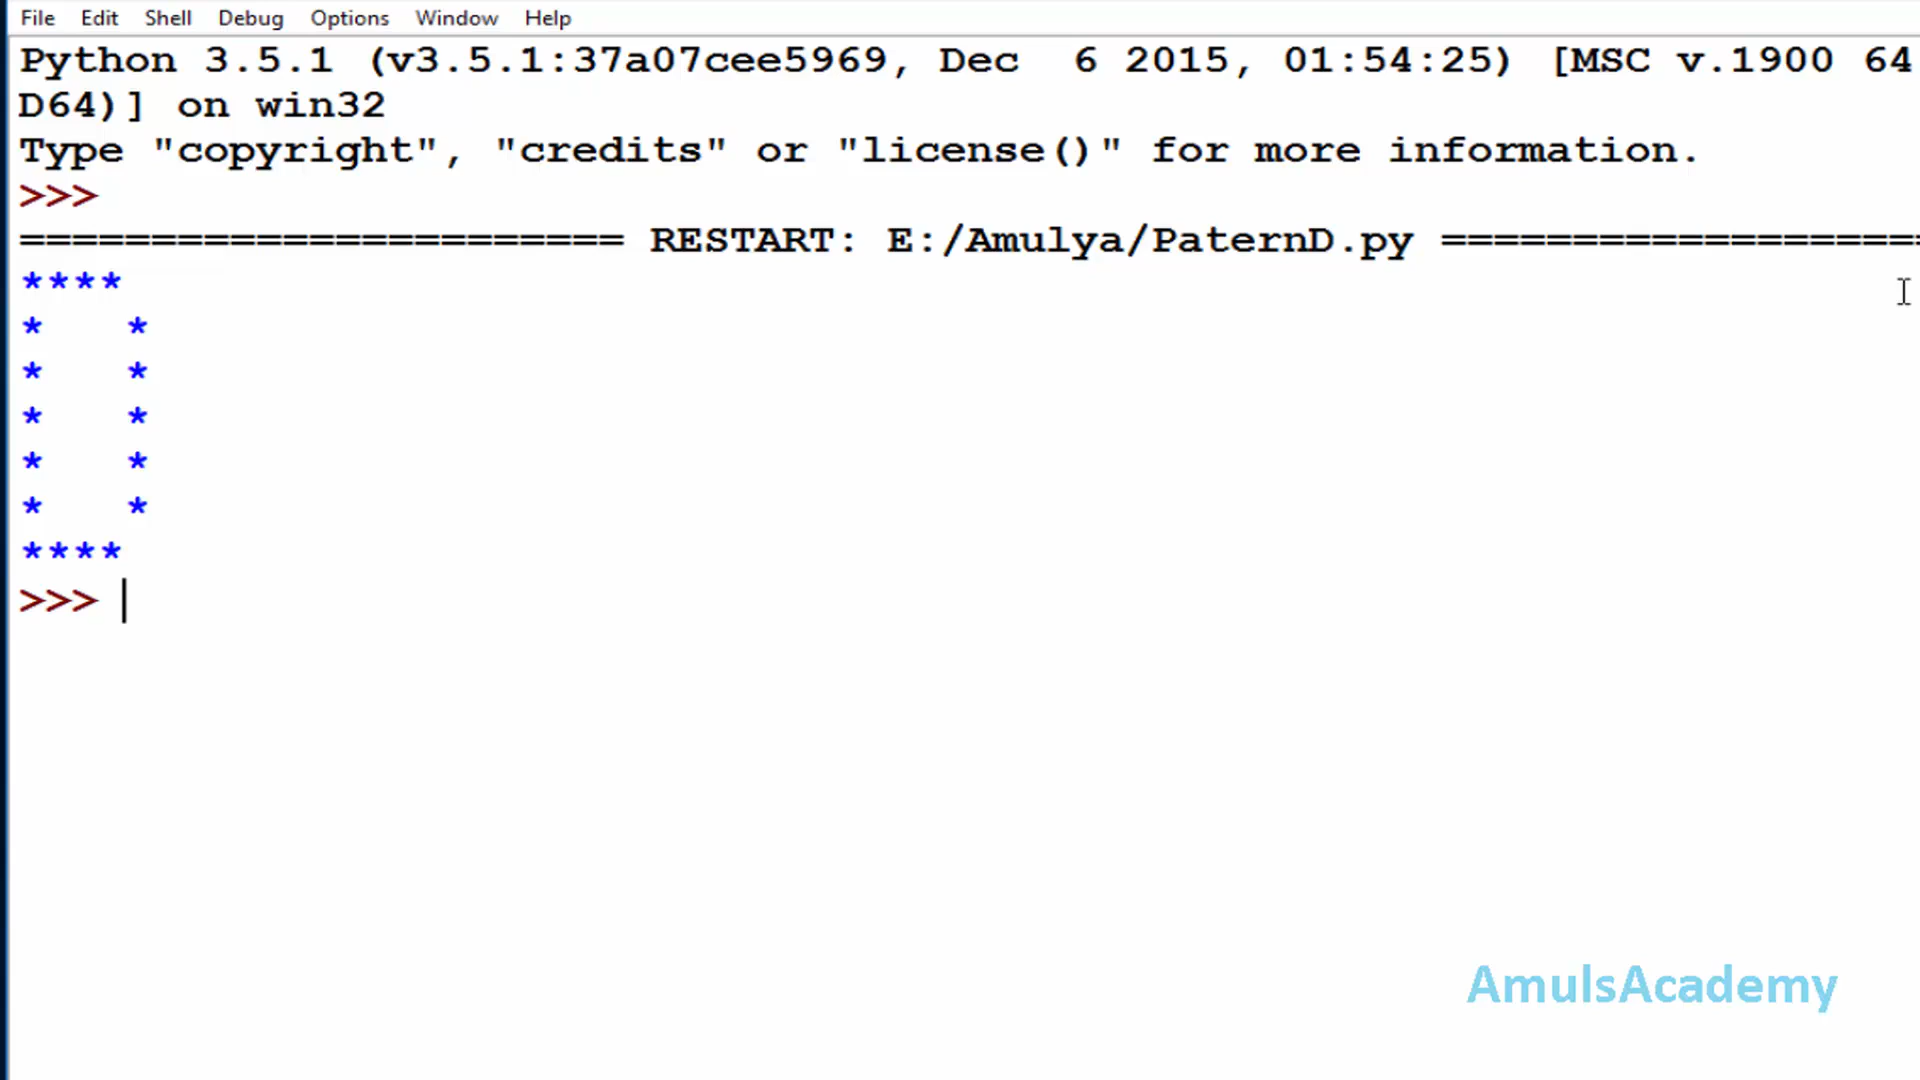 File Edit Shell Debug Options Window Help
Python 3.5.1 (v3.5.1:37a07cee5969, Dec  6 2015, 01:54:25) [MSC v.1900 64
D64)] on win32
Type "copyright", "credits" or "license()" for more information.
>>>
======================= RESTART: E:/Amulya/PaternD.py ===================
****
*   *
*   *
*   *
*   *
*   *
****
>>>
AmulsAcademy